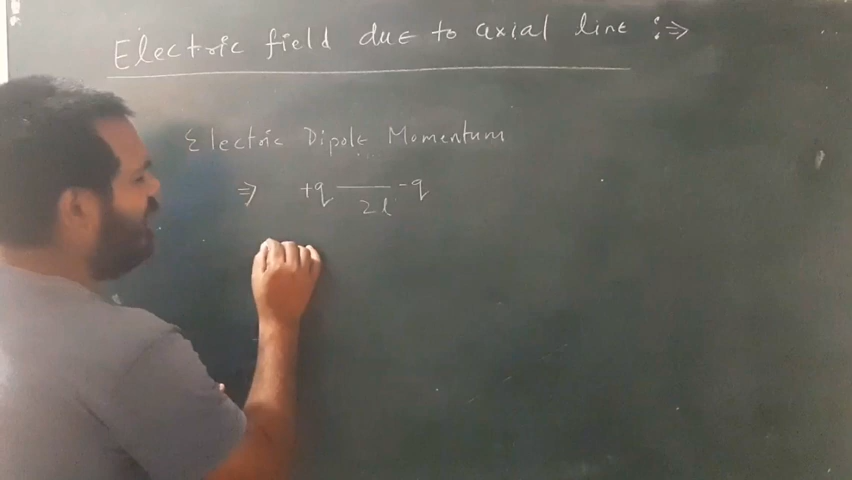 Electric field due to axial line :⇒
Electric Dipole Momentum
⇒ +q —— -q
2l